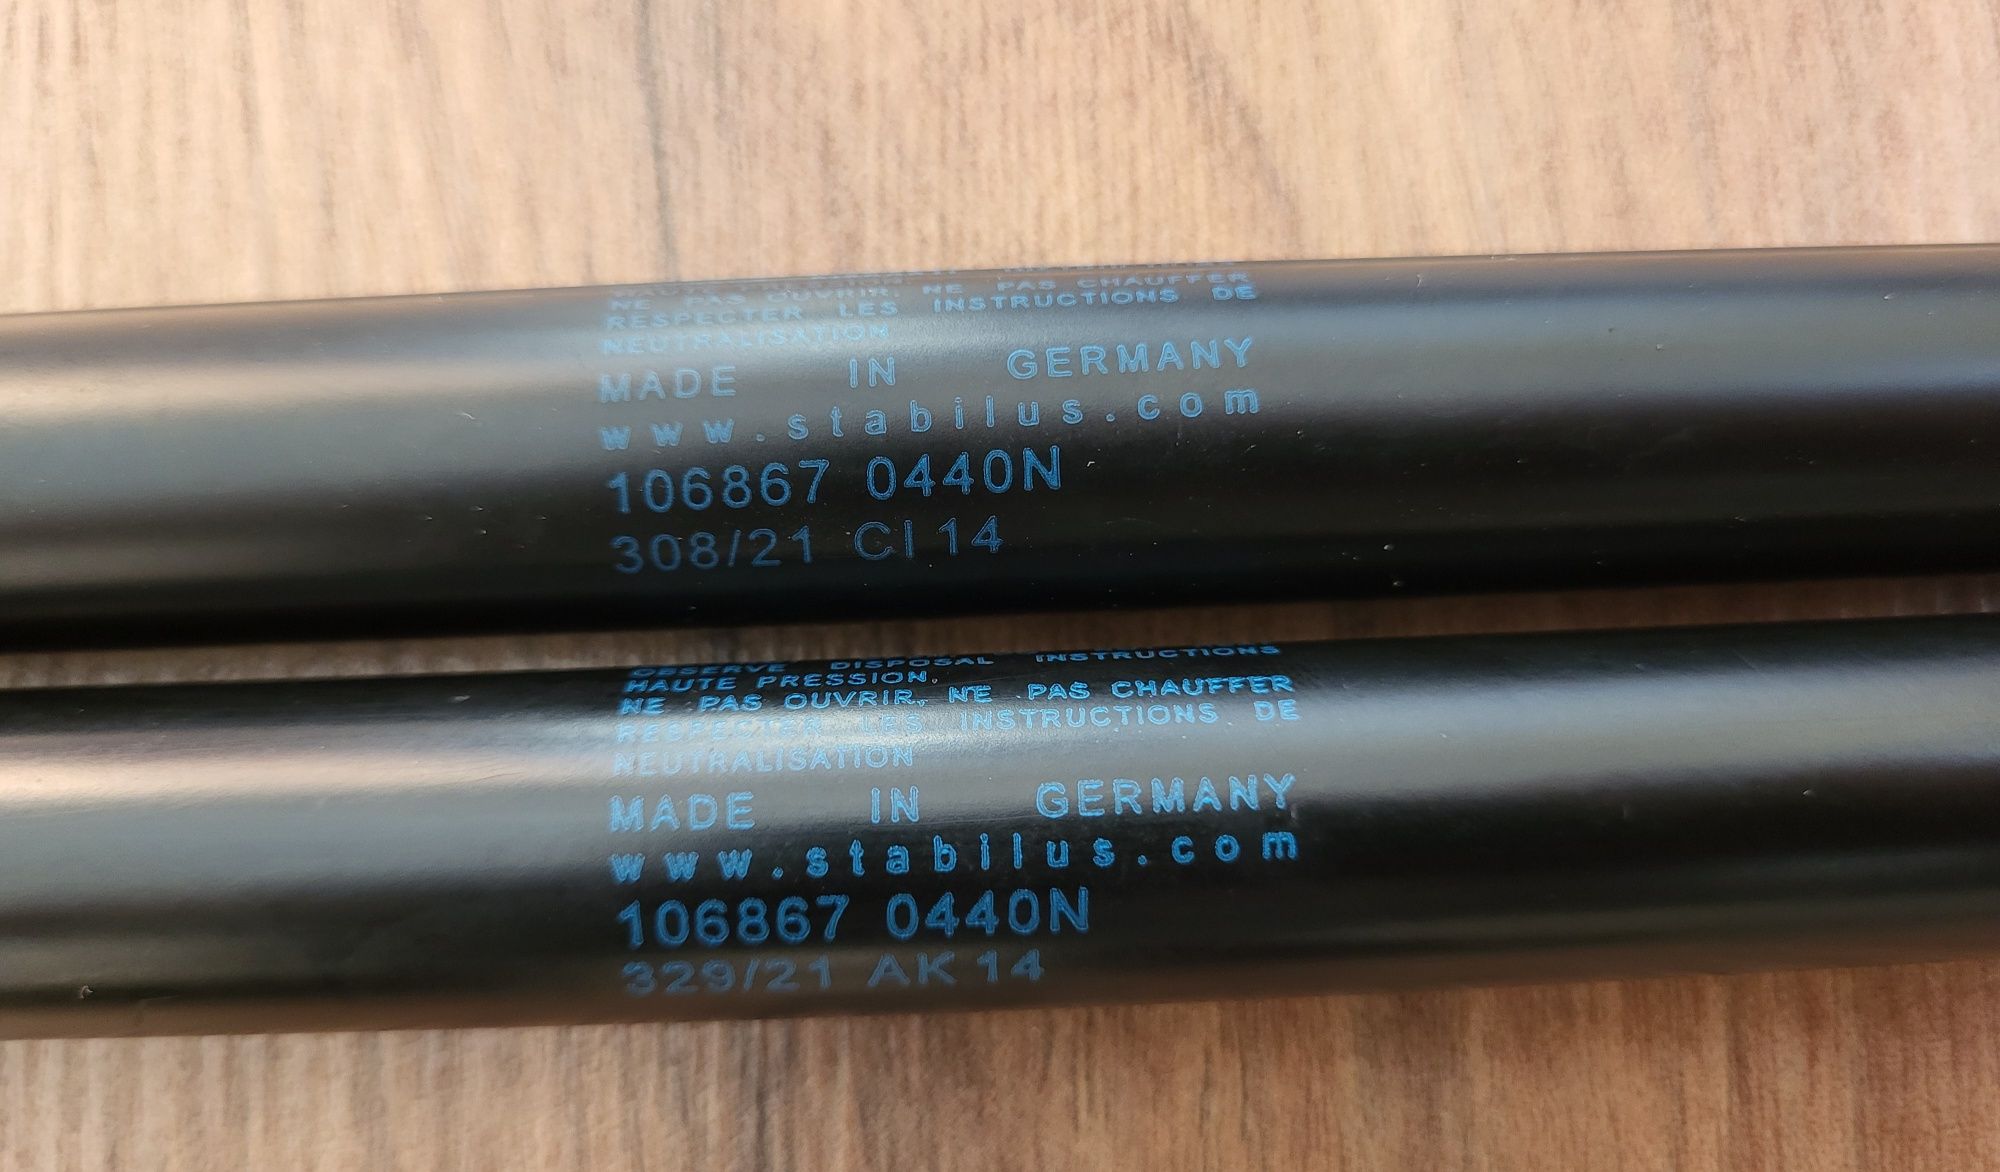 NE PAS OUVRIR, NE PAS CHAUFFER
RESPECTER LES INSTRUCTIONS DE
NEUTRALISATION
MADE IN GERMANY
www.stabilus.com
106867 0440N
308/21 CI 14
OBSERVE DISPOSAL INSTRUCTIONS
HAUTE PRESSION.
NE PAS OUVRIR, NE PAS CHAUFFER
RESPECTER LES INSTRUCTIONS DE
NEUTRALISATION
MADE IN GERMANY
www.stabilus.com
106867 0440N
329/21 AK 14